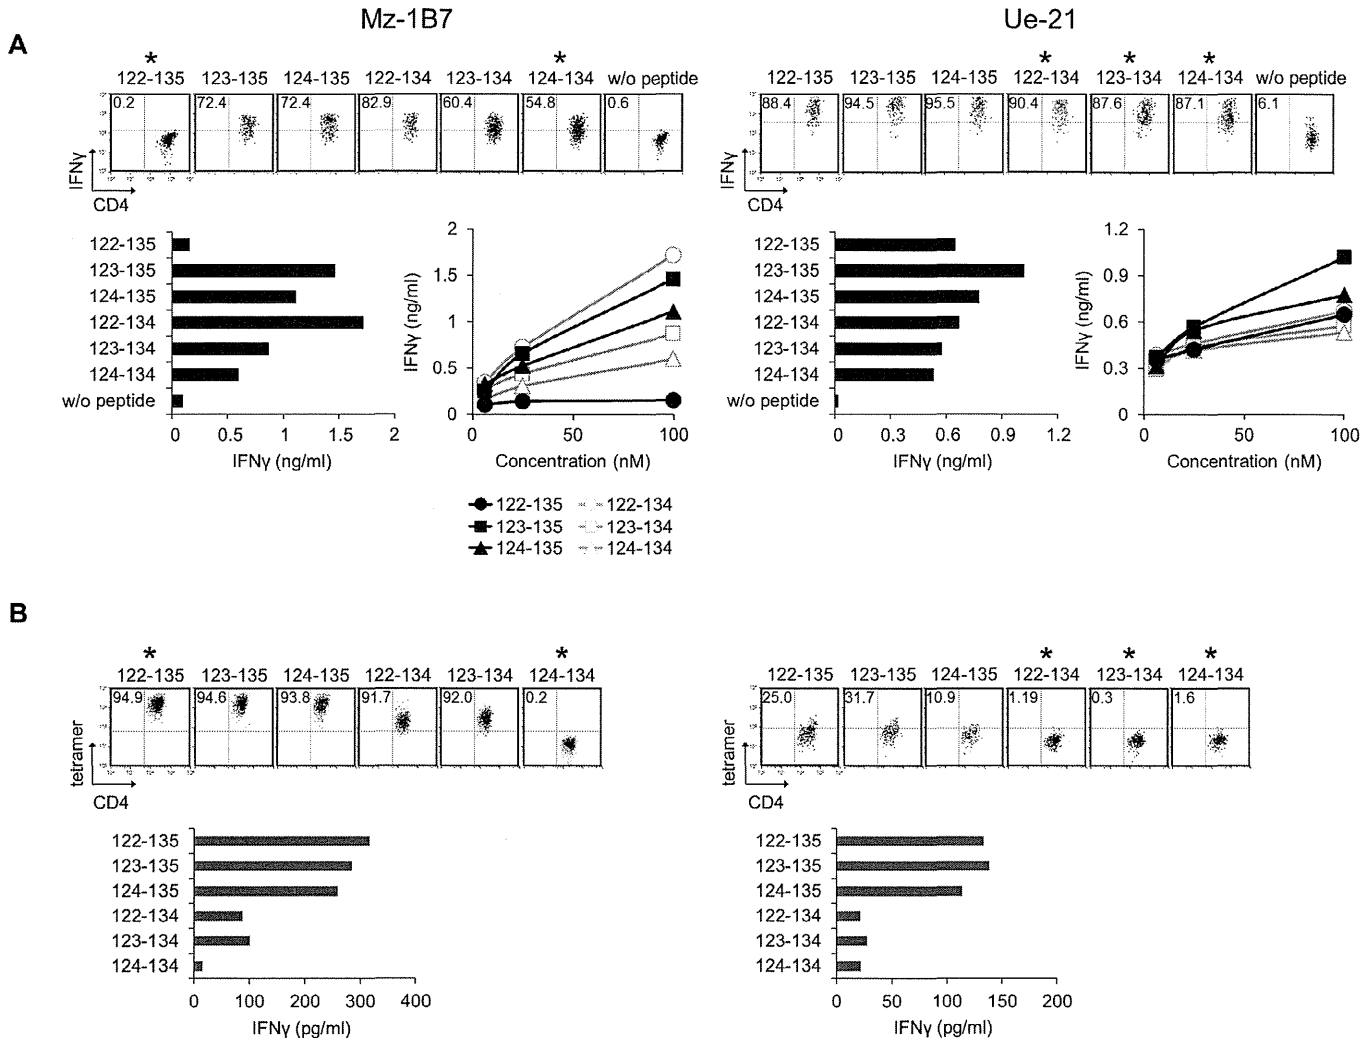 Mz-1B7
Ue-21
A
* *
122-135 123-135 124-135 122-134 123-134 124-134 w/o peptide
0.2 72.4 72.4 82.9 60.4 54.8 0.6
IFNγ
CD4
* * *
122-135 123-135 124-135 122-134 123-134 124-134 w/o peptide
88.4 94.5 95.5 90.4 87.6 87.1 6.1
IFNγ
CD4
122-135
123-135
124-135
122-134
123-134
124-134
w/o peptide
0 0.5 1 1.5 2
IFNγ (ng/ml)
2
1.5
1
0.5
0
IFNγ (ng/ml)
0 50 100
Concentration (nM)
122-135
123-135
124-135
122-134
123-134
124-134
w/o peptide
0 0.3 0.6 0.9 1.2
IFNγ (ng/ml)
1.2
0.9
0.6
0.3
0
IFNγ (ng/ml)
0 50 100
Concentration (nM)
122-135 122-134
123-135 123-134
124-135 124-134
B
* *
122-135 123-135 124-135 122-134 123-134 124-134
94.9 94.6 93.8 91.7 92.0 0.2
tetramer
CD4
* * *
122-135 123-135 124-135 122-134 123-134 124-134
25.0 31.7 10.9 1.19 0.3 1.6
tetramer
CD4
122-135
123-135
124-135
122-134
123-134
124-134
0 100 200 300 400
IFNγ (pg/ml)
122-135
123-135
124-135
122-134
123-134
124-134
0 50 100 150 200
IFNγ (pg/ml)